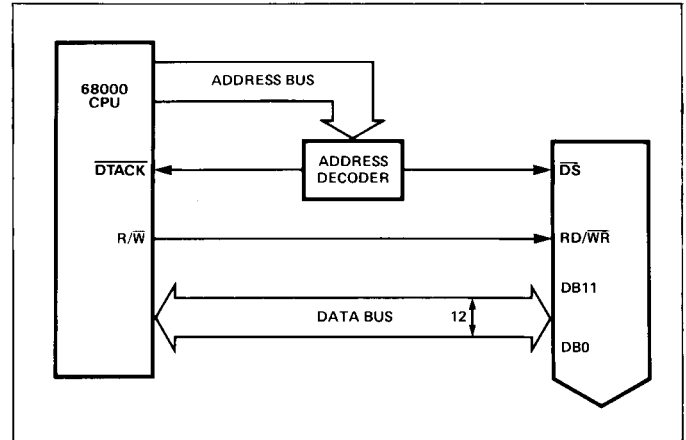 68000
CPU
ADDRESS BUS
DTACK
ADDRESS
DECODER
DS
R/W
RD/WR
DB11
DATA BUS
12
DB0